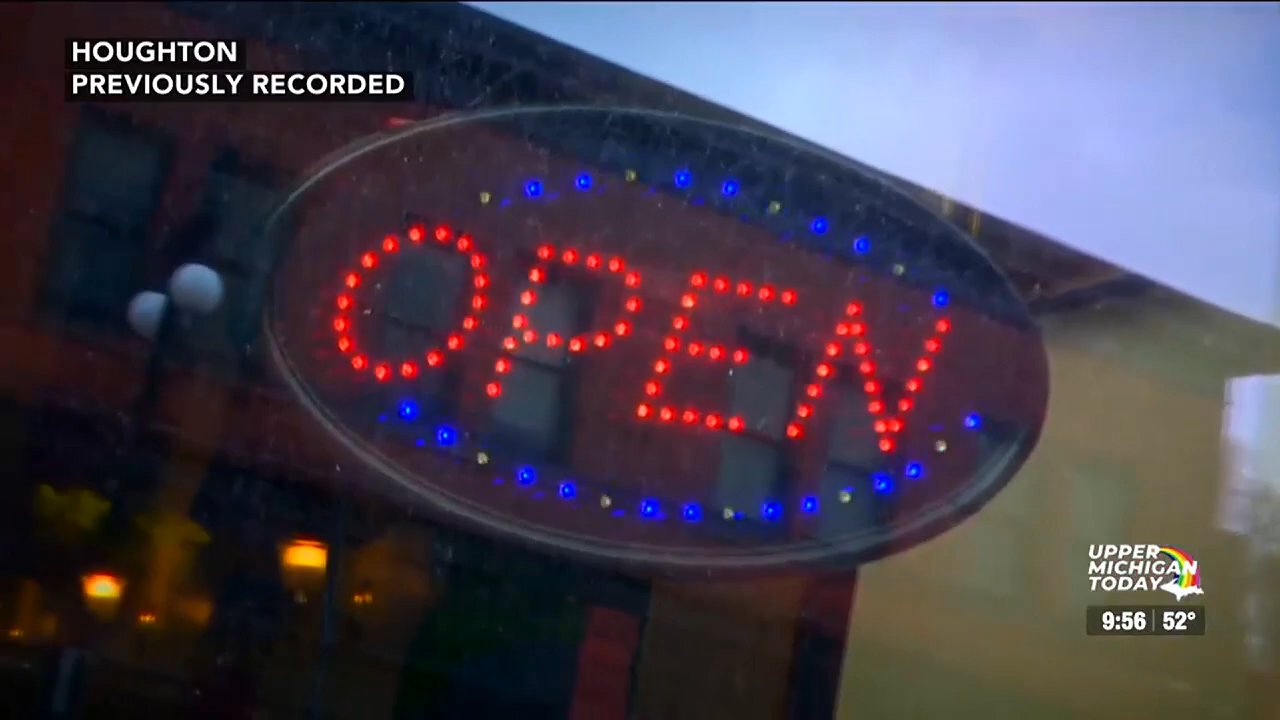 HOUGHTON
PREVIOUSLY RECORDED
OPEN
UPPER
MICHIGAN
TODAY
9:56 52°